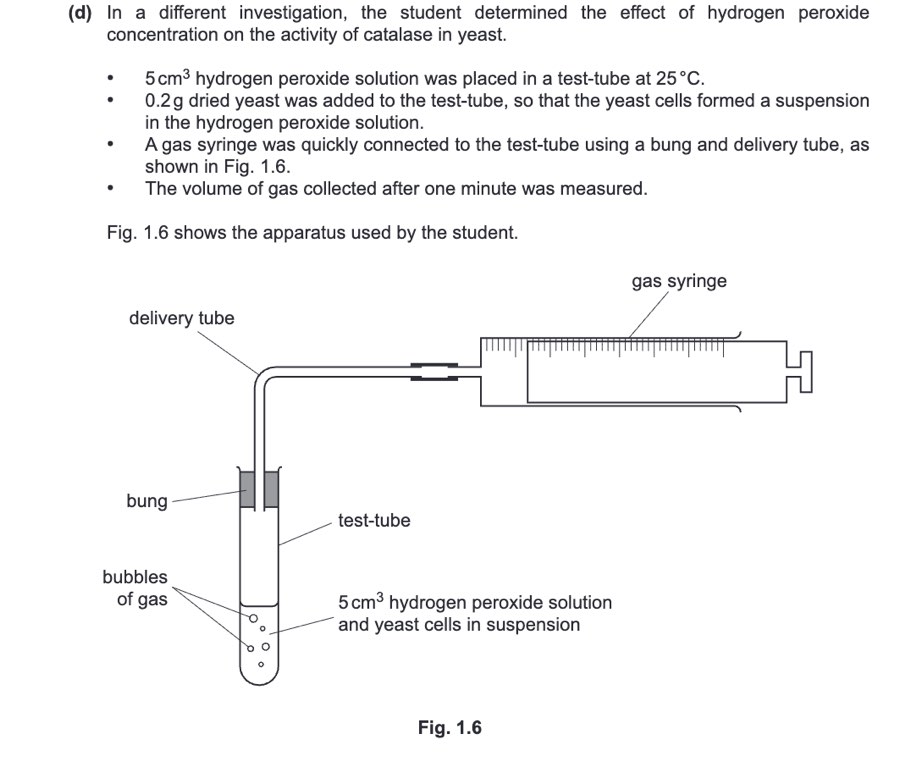 (d) In a different investigation, the student determined the effect of hydrogen peroxide
concentration on the activity of catalase in yeast.
• 5 cm³ hydrogen peroxide solution was placed in a test-tube at 25 °C.
• 0.2 g dried yeast was added to the test-tube, so that the yeast cells formed a suspension
in the hydrogen peroxide solution.
• A gas syringe was quickly connected to the test-tube using a bung and delivery tube, as
shown in Fig. 1.6.
• The volume of gas collected after one minute was measured.
Fig. 1.6 shows the apparatus used by the student.
gas syringe
delivery tube
bung
test-tube
bubbles
of gas
5 cm³ hydrogen peroxide solution
and yeast cells in suspension
Fig. 1.6